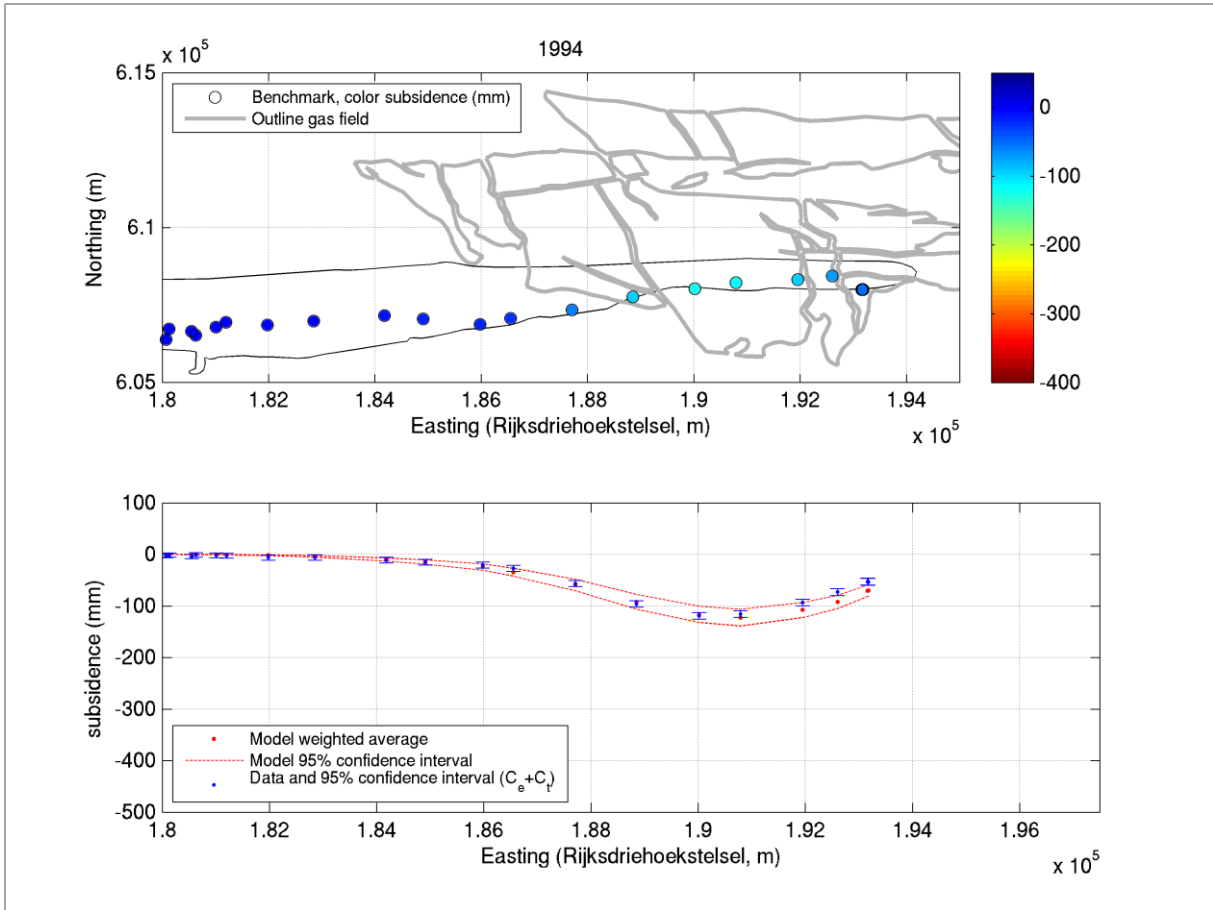 x 10^5
1994
6.15
6.1
6.05
Northing (m)
Benchmark, color subsidence (mm)
Outline gas field
1.8
1.82
1.84
1.86
1.88
1.9
1.92
1.94
Easting (Rijksdriehoekstelsel, m)
x 10^5
0
-100
-200
-300
-400
100
0
-100
-200
-300
-400
-500
subsidence (mm)
Model weighted average
Model 95% confidence interval
Data and 95% confidence interval (C_e+C_t)
1.8
1.82
1.84
1.86
1.88
1.9
1.92
1.94
1.96
Easting (Rijksdriehoekstelsel, m)
x 10^5